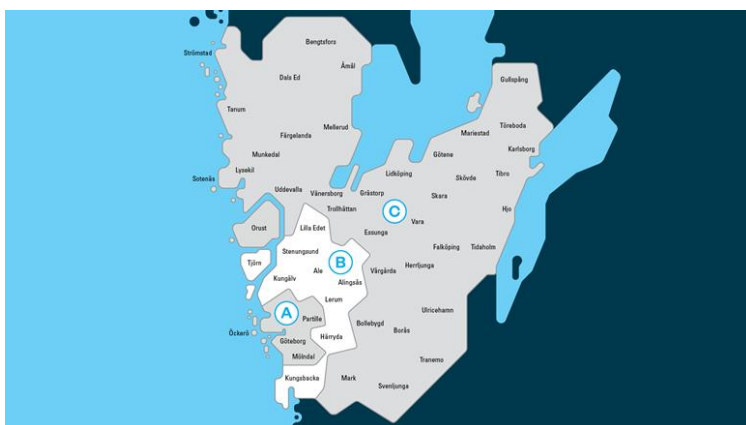 Bengtsfors
Strömstad
Åmål
Dals Ed
Gullspång
Tanum
Töreboda
Mellerud
Mariestad
Färgelanda
Karlsborg
Munkedal
Götene
Lysekil
Lidköping
Tibro
Sotenäs
Skövde
Uddevalla
Vänersborg
Grästorp
Skara
Trollhättan
C
Hjo
Vara
Orust
Lilla Edet
Essunga
Falköping
Tidaholm
Stenungsund
Tjörn
B
Ale
Vårgårda
Herrljunga
Kungälv
Alingsås
Lerum
A
Partille
Ulricehamn
Bollebygd
Öckerö
Borås
Härryda
Göteborg
Mölndal
Tranemo
Kungsbacka
Mark
Svenljunga